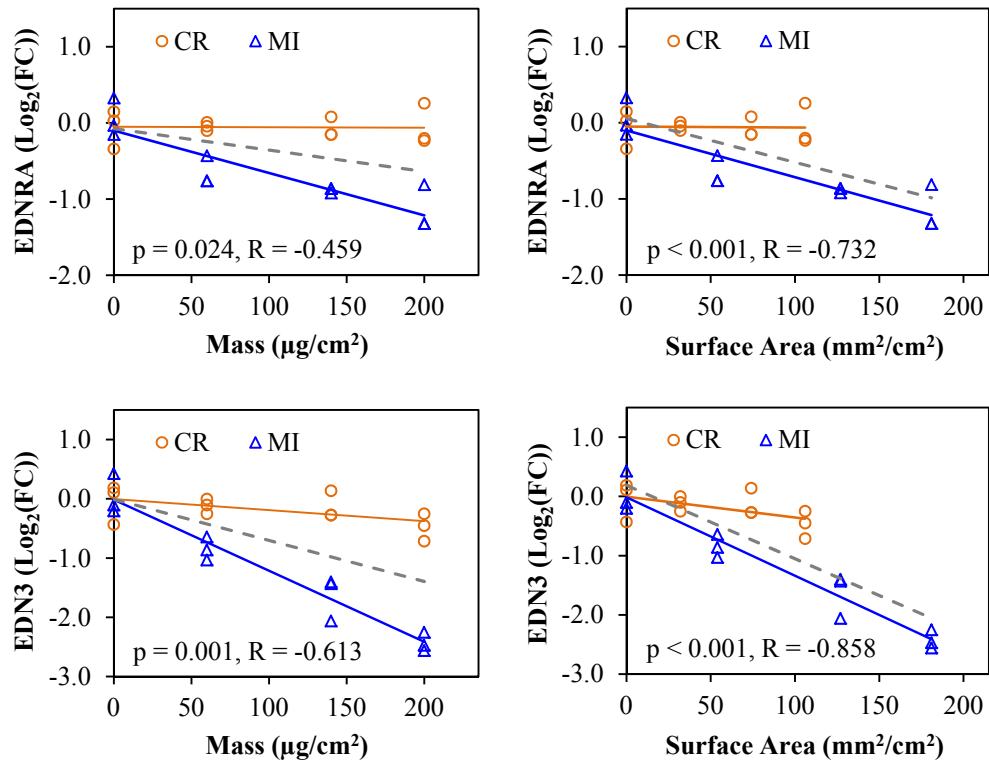 EDNRA (Log₂(FC))
1.0
0.0
-1.0
-2.0
CR MI
p = 0.024, R = -0.459
0 50 100 150 200
Mass (µg/cm²)
EDNRA (Log₂(FC))
1.0
0.0
-1.0
-2.0
CR MI
p < 0.001, R = -0.732
0 50 100 150 200
Surface Area (mm²/cm²)
EDN3 (Log₂(FC))
1.0
0.0
-1.0
-2.0
-3.0
CR MI
p = 0.001, R = -0.613
0 50 100 150 200
Mass (µg/cm²)
EDN3 (Log₂(FC))
1.0
0.0
-1.0
-2.0
-3.0
CR MI
p < 0.001, R = -0.858
0 50 100 150 200
Surface Area (mm²/cm²)